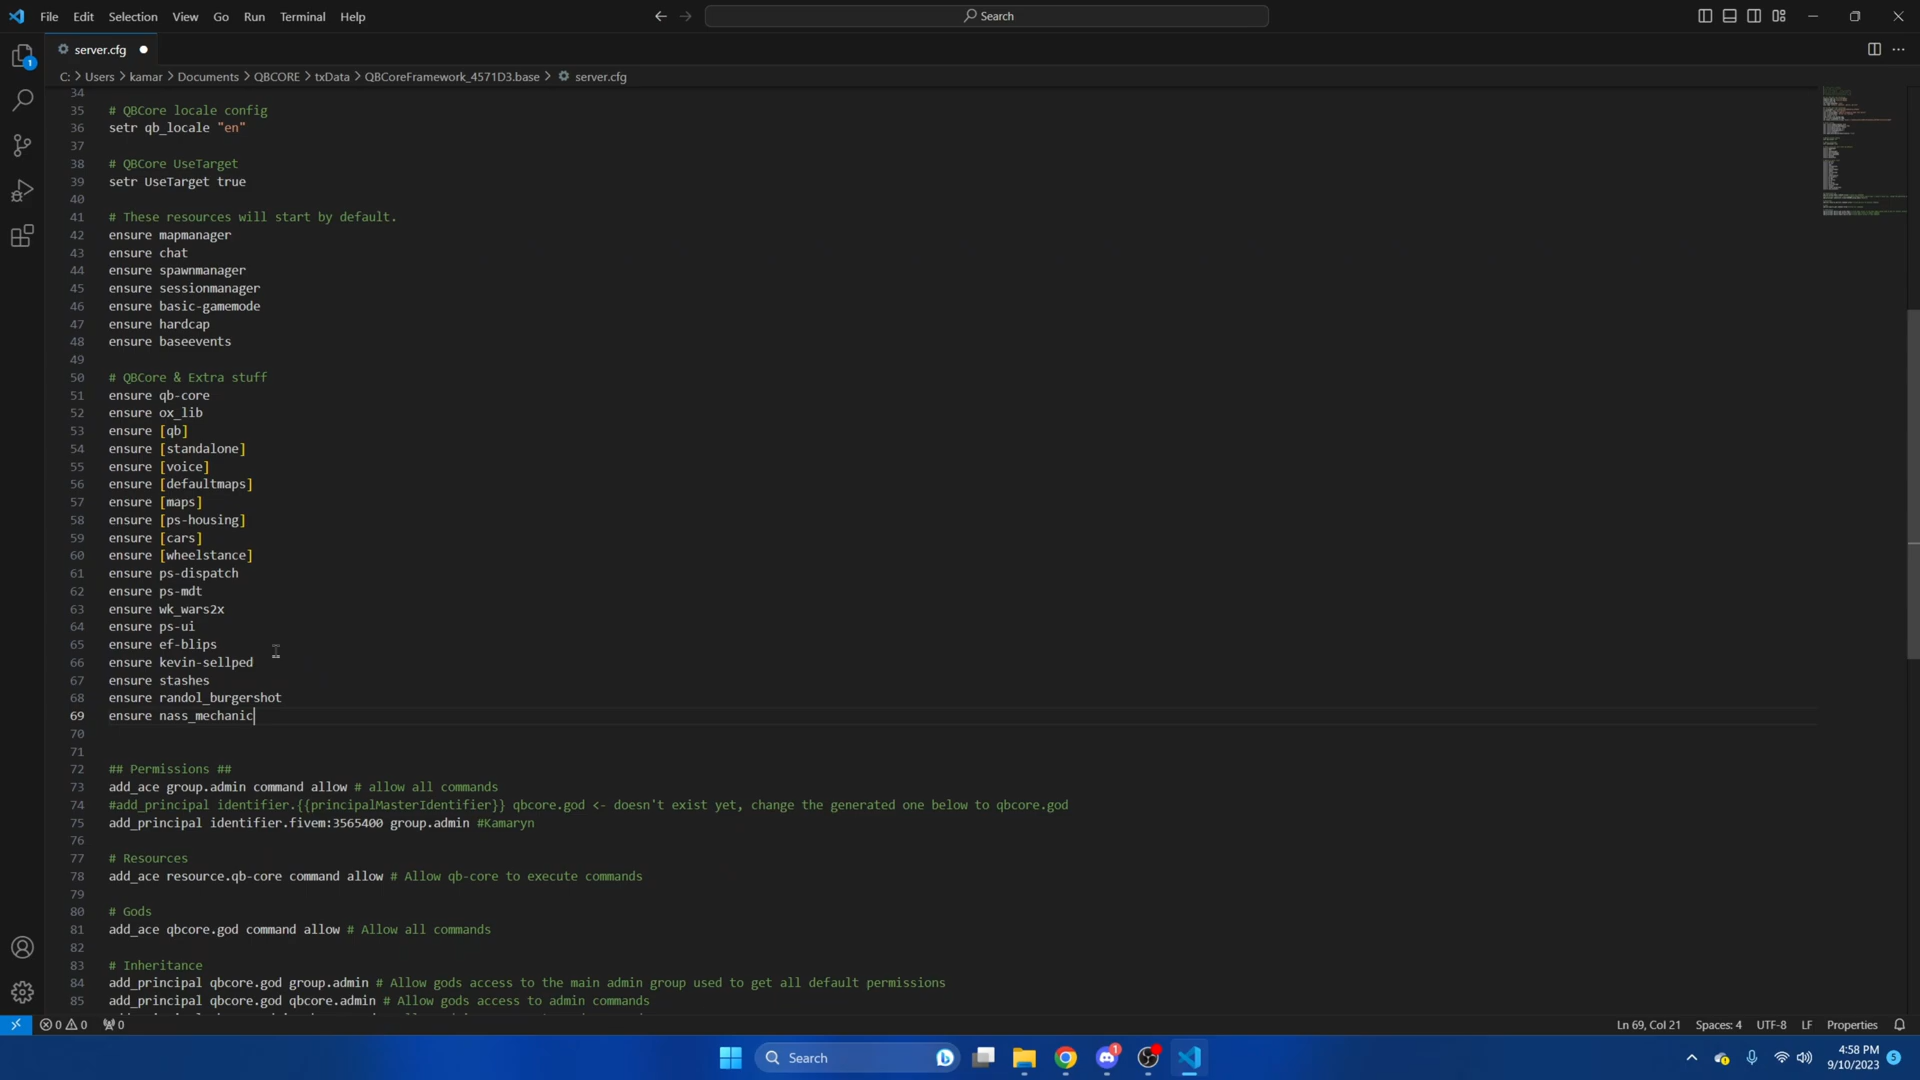 File Edit Selection View Go Run Terminal Help
Search
server.cfg
C: > Users > kamar > Documents > QBCORE > txData > QBCoreFramework_4571D3.base > server.cfg
34
35 # QBCore locale config
36 setr qb_locale "en"
37
38 # QBCore UseTarget
39 setr UseTarget true
40
41 # These resources will start by default.
42 ensure mapmanager
43 ensure chat
44 ensure spawnmanager
45 ensure sessionmanager
46 ensure basic-gamemode
47 ensure hardcap
48 ensure baseevents
49
50 # QBCore & Extra stuff
51 ensure qb-core
52 ensure ox_lib
53 ensure [qb]
54 ensure [standalone]
55 ensure [voice]
56 ensure [defaultmaps]
57 ensure [maps]
58 ensure [ps-housing]
59 ensure [cars]
60 ensure [wheelstance]
61 ensure ps-dispatch
62 ensure ps-mdt
63 ensure wk_wars2x
64 ensure ps-ui
65 ensure ef-blips
66 ensure kevin-sellped
67 ensure stashes
68 ensure randol_burgershot
69 ensure nass_mechanic
70
71
72 ## Permissions ##
73 add_ace group.admin command allow # allow all commands
74 #add_principal identifier.{{principalMasterIdentifier}} qbcore.god <- doesn't exist yet, change the generated one below to qbcore.god
75 add_principal identifier.fivem:3565400 group.admin #Kamaryn
76
77 # Resources
78 add_ace resource.qb-core command allow # Allow qb-core to execute commands
79
80 # Gods
81 add_ace qbcore.god command allow # Allow all commands
82
83 # Inheritance
84 add_principal qbcore.god group.admin # Allow gods access to the main admin group used to get all default permissions
85 add_principal qbcore.god qbcore.admin # Allow gods access to admin commands
0 0 0
Ln 69, Col 21 Spaces: 4 UTF-8 LF Properties
Search
1
4:58 PM
9/10/2023
5